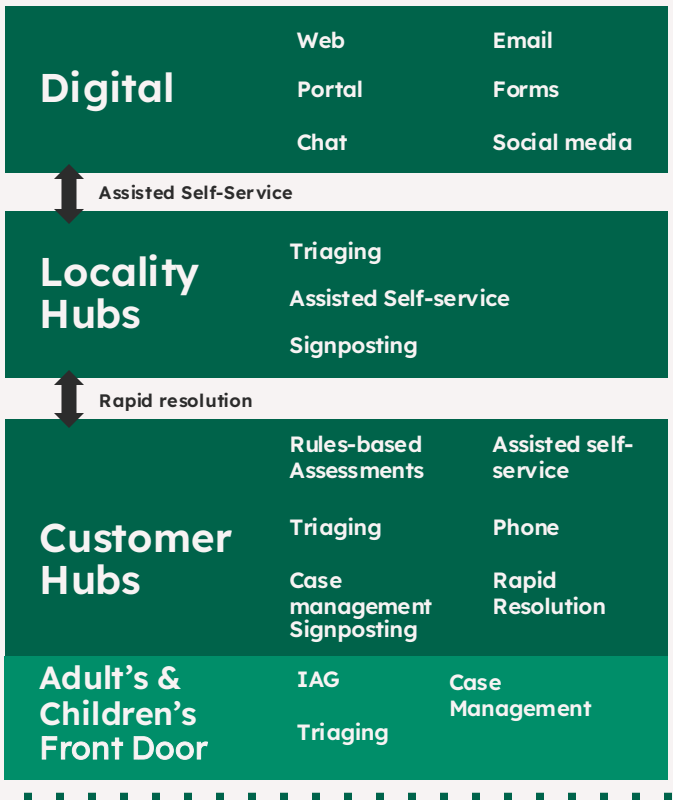 Digital
Web
Email
Portal
Forms
Chat
Social media
Assisted Self-Service
Locality
Hubs
Triaging
Assisted Self-service
Signposting
Rapid resolution
Customer
Hubs
Rules-based
Assessments
Assisted self-
service
Triaging
Phone
Case
management
Signposting
Rapid
Resolution
Adult’s &
Children’s
Front Door
IAG
Case
Management
Triaging